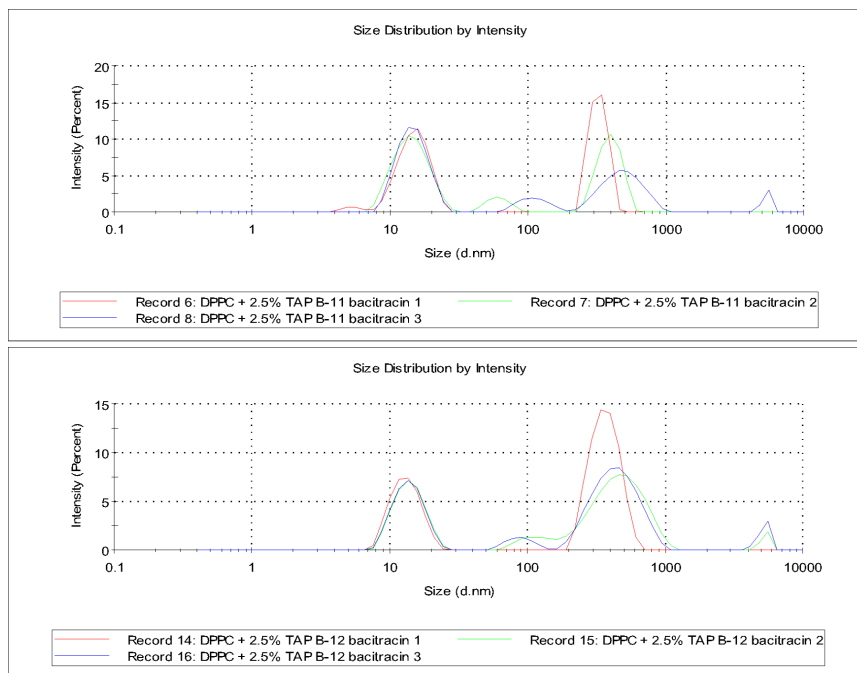 Size Distribution by Intensity
20
15
10
5
0
0.1 1 10 100 1000 10000
Intensity (Percent)
Size (d.nm)
Record 6: DPPC + 2.5% TAP B-11 bacitracin 1 Record 7: DPPC + 2.5% TAP B-11 bacitracin 2
Record 8: DPPC + 2.5% TAP B-11 bacitracin 3
Size Distribution by Intensity
15
10
5
0
0.1 1 10 100 1000 10000
Intensity (Percent)
Size (d.nm)
Record 14: DPPC + 2.5% TAP B-12 bacitracin 1 Record 15: DPPC + 2.5% TAP B-12 bacitracin 2
Record 16: DPPC + 2.5% TAP B-12 bacitracin 3